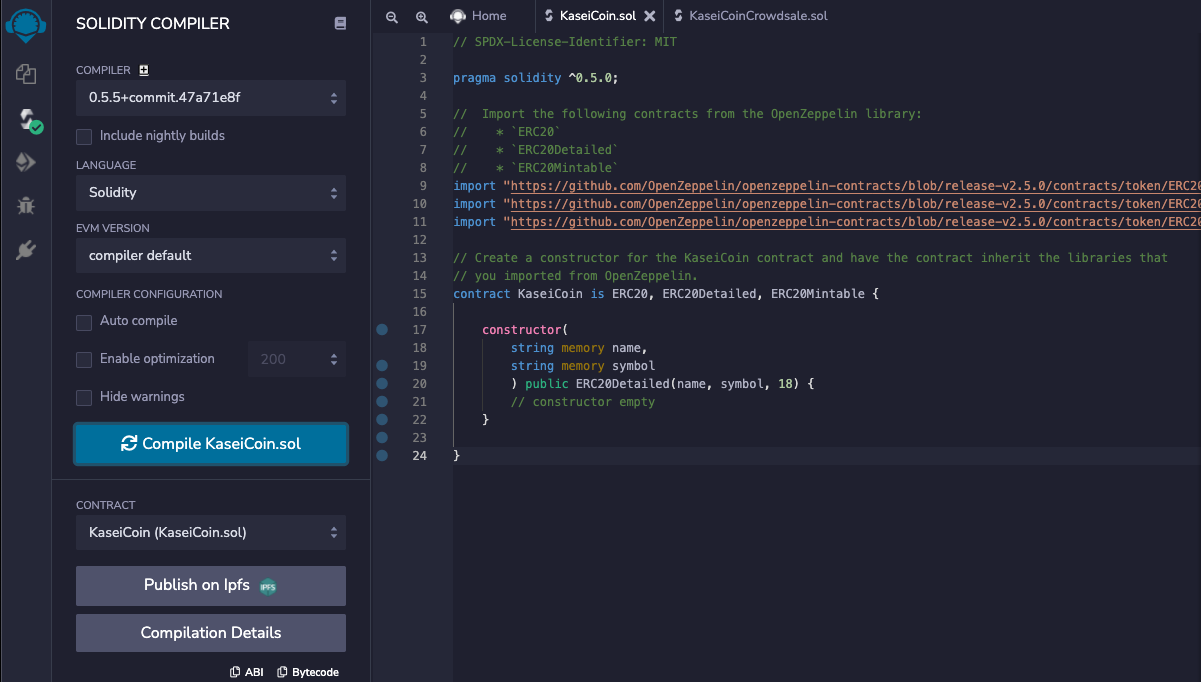 SOLIDITY COMPILER
COMPILER
0.5.5+commit.47a71e8f
Include nightly builds
LANGUAGE
Solidity
EVM VERSION
compiler default
COMPILER CONFIGURATION
Auto compile
Enable optimization
200
Hide warnings
Compile KaseiCoin.sol
CONTRACT
KaseiCoin (KaseiCoin.sol)
Publish on Ipfs IPFS
Compilation Details
ABI Bytecode
Home KaseiCoin.sol KaseiCoinCrowdsale.sol
1 // SPDX-License-Identifier: MIT
2
3 pragma solidity ^0.5.0;
4
5 //  Import the following contracts from the OpenZeppelin library:
6 //    * `ERC20`
7 //    * `ERC20Detailed`
8 //    * `ERC20Mintable`
9 import "https://github.com/OpenZeppelin/openzeppelin-contracts/blob/release-v2.5.0/contracts/token/ERC20
10 import "https://github.com/OpenZeppelin/openzeppelin-contracts/blob/release-v2.5.0/contracts/token/ERC20
11 import "https://github.com/OpenZeppelin/openzeppelin-contracts/blob/release-v2.5.0/contracts/token/ERC20
12
13 // Create a constructor for the KaseiCoin contract and have the contract inherit the libraries that
14 // you imported from OpenZeppelin.
15 contract KaseiCoin is ERC20, ERC20Detailed, ERC20Mintable {
16
17     constructor(
18         string memory name,
19         string memory symbol
20         ) public ERC20Detailed(name, symbol, 18) {
21         // constructor empty
22     }
23
24 }